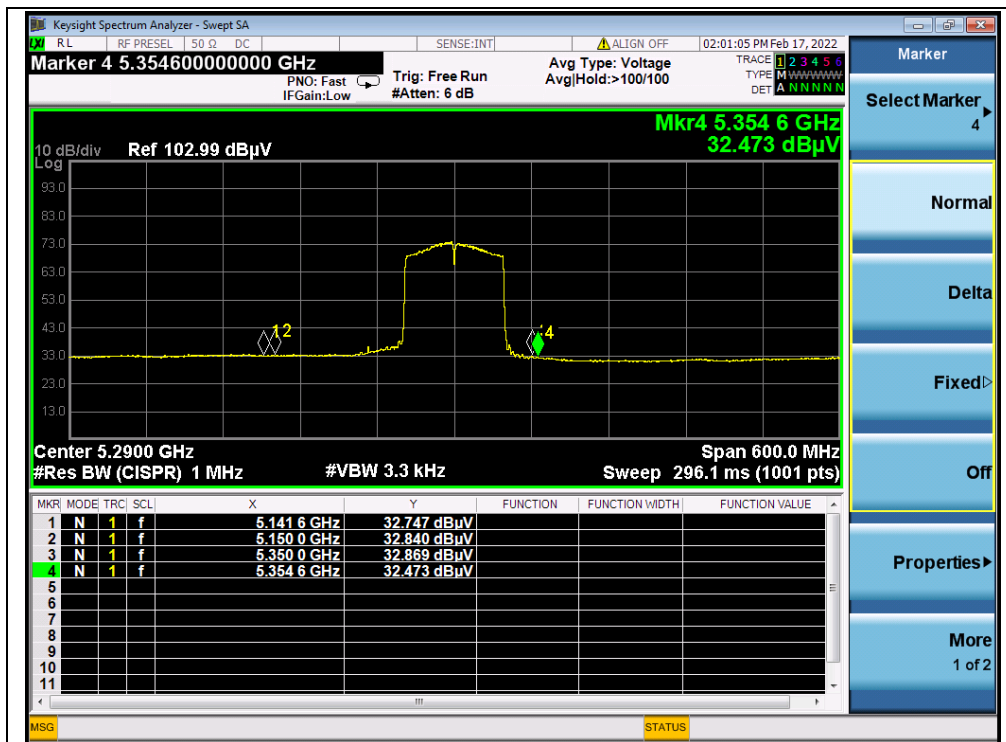 Keysight Spectrum Analyzer - Swept SA
LXI RL RF PRESEL 50 Ω DC SENSE:INT ALIGN OFF 02:01:05 PM Feb 17, 2022
Marker 4 5.354600000000 GHz
PNO: Fast
IFGain:Low
Trig: Free Run
#Atten: 6 dB
Avg Type: Voltage
Avg|Hold:>100/100
TRACE 1 2 3 4 5 6
TYPE M WWWWW
DET A N N N N N
Mkr4 5.354 6 GHz
32.473 dBµV
10 dB/div Ref 102.99 dBµV
Log
93.0
83.0
73.0
63.0
53.0
43.0
33.0
23.0
13.0
1 2
4
Center 5.2900 GHz Span 600.0 MHz
#Res BW (CISPR) 1 MHz #VBW 3.3 kHz Sweep 296.1 ms (1001 pts)
MKR MODE TRC SCL X Y FUNCTION FUNCTION WIDTH FUNCTION VALUE
1 N 1 f 5.141 6 GHz 32.747 dBµV
2 N 1 f 5.150 0 GHz 32.840 dBµV
3 N 1 f 5.350 0 GHz 32.869 dBµV
4 N 1 f 5.354 6 GHz 32.473 dBµV
5
6
7
8
9
10
11
MSG STATUS
Marker
Select Marker
4
Normal
Delta
Fixed
Off
Properties
More
1 of 2